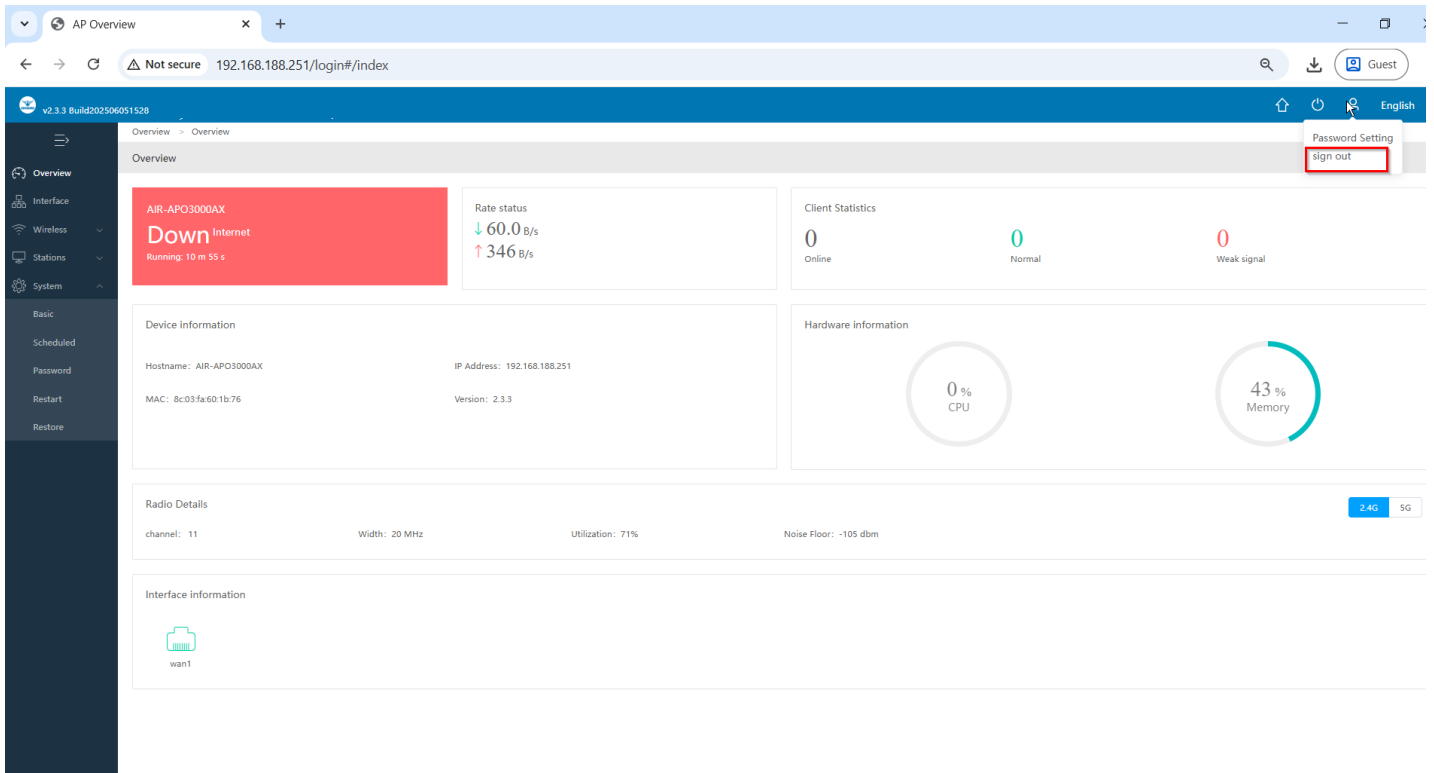 AP Overview
Not secure 192.168.188.251/login#/index
Guest
v2.3.3 Build202506051528
English
Overview > Overview
Password Setting
sign out
Overview
Overview
Interface
Wireless
Stations
System
Basic
Scheduled
Password
Restart
Restore
AIR-APO3000AX
Down Internet
Running: 10 m 55 s
Rate status
↓ 60.0 B/s
↑ 346 B/s
Client Statistics
0 0 0
Online Normal Weak signal
Device information
Hostname: AIR-APO3000AX IP Address: 192.168.188.251
MAC: 8c:03:fa:60:1b:76 Version: 2.3.3
Hardware information
0 % 43 %
CPU Memory
Radio Details
2.4G 5G
channel: 11 Width: 20 MHz Utilization: 71% Noise Floor: -105 dbm
Interface information
wan1